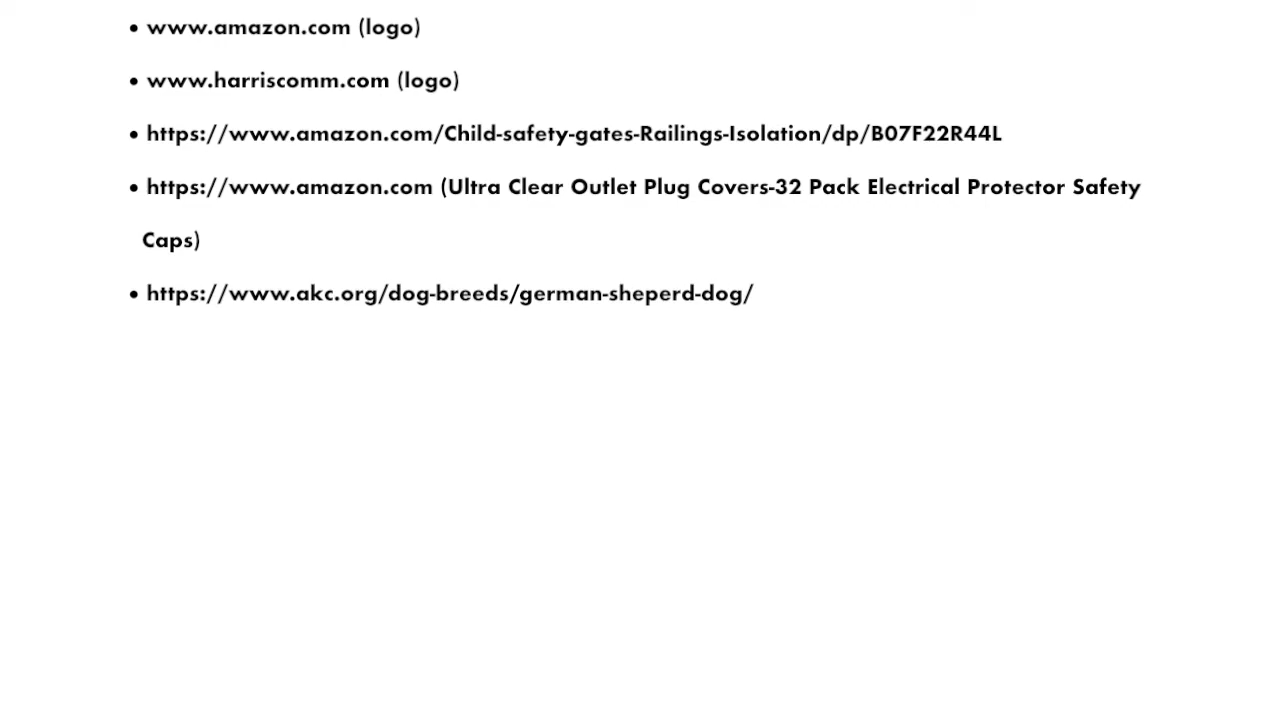 • www.amazon.com (logo)
• www.harriscomm.com (logo)
• https://www.amazon.com/Child-safety-gates-Railings-Isolation/dp/B07F22R44L
• https://www.amazon.com (Ultra Clear Outlet Plug Covers-32 Pack Electrical Protector Safety
Caps)
• https://www.akc.org/dog-breeds/german-sheperd-dog/